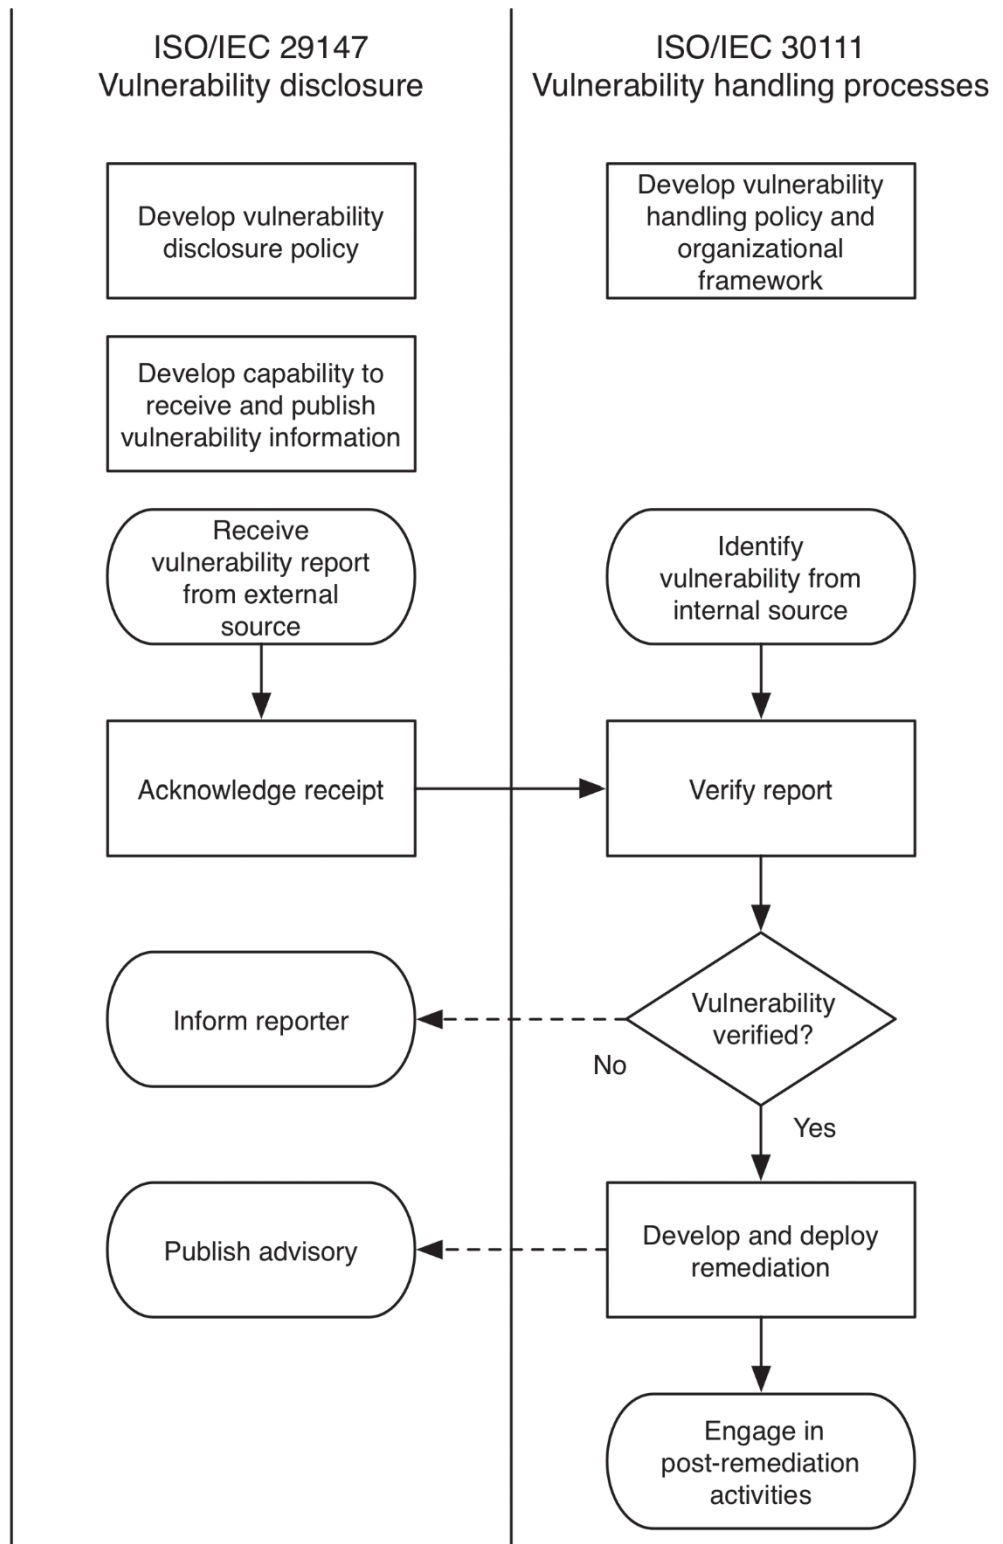 ISO/IEC 29147
Vulnerability disclosure
ISO/IEC 30111
Vulnerability handling processes
Develop vulnerability
disclosure policy
Develop vulnerability
handling policy and
organizational
framework
Develop capability to
receive and publish
vulnerability information
Receive
vulnerability report
from external
source
Identify
vulnerability from
internal source
Acknowledge receipt
Verify report
Inform reporter
Vulnerability
verified?
No
Yes
Publish advisory
Develop and deploy
remediation
Engage in
post-remediation
activities